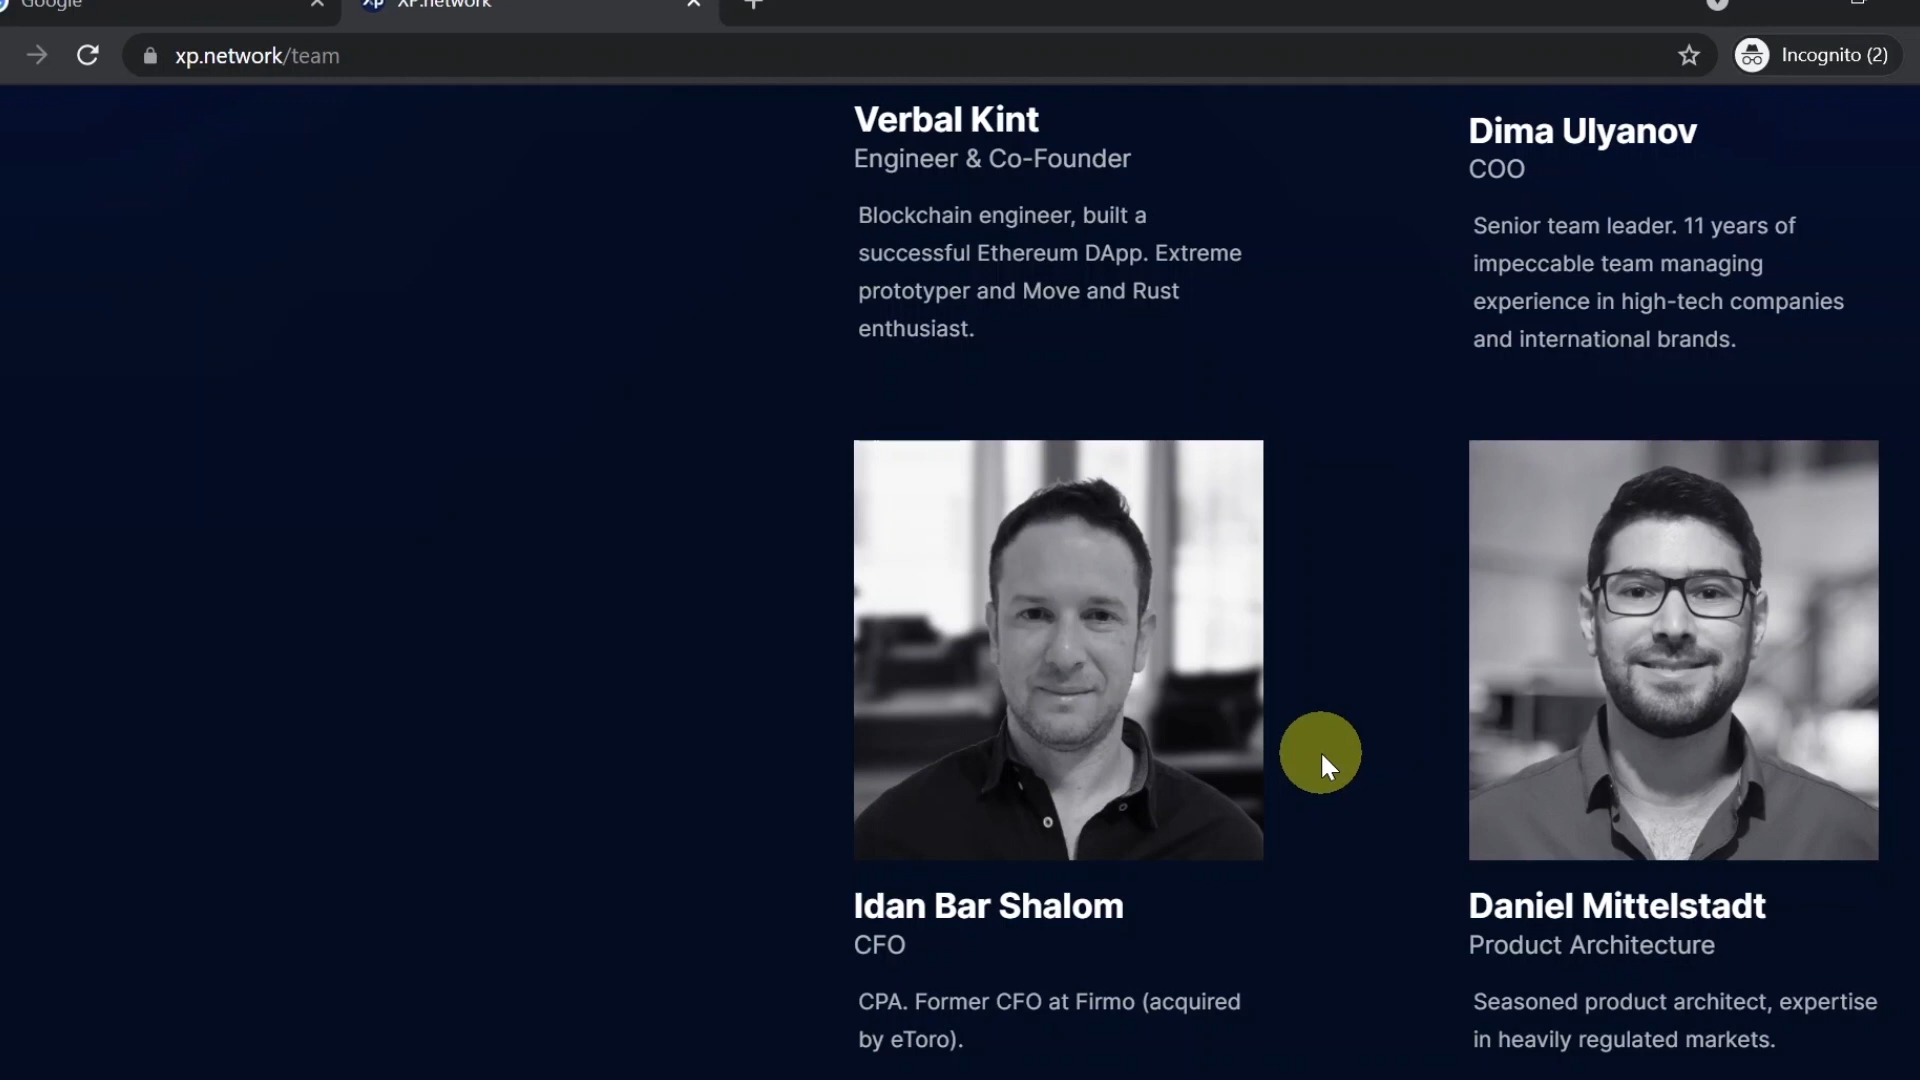 Google
XP.network
xp.network/team
Incognito (2)
Verbal Kint
Engineer & Co-Founder
Blockchain engineer, built a
successful Ethereum DApp. Extreme
prototyper and Move and Rust
enthusiast.
Dima Ulyanov
COO
Senior team leader. 11 years of
impeccable team managing
experience in high-tech companies
and international brands.
Idan Bar Shalom
CFO
CPA. Former CFO at Firmo (acquired
by eToro).
Daniel Mittelstadt
Product Architecture
Seasoned product architect, expertise
in heavily regulated markets.